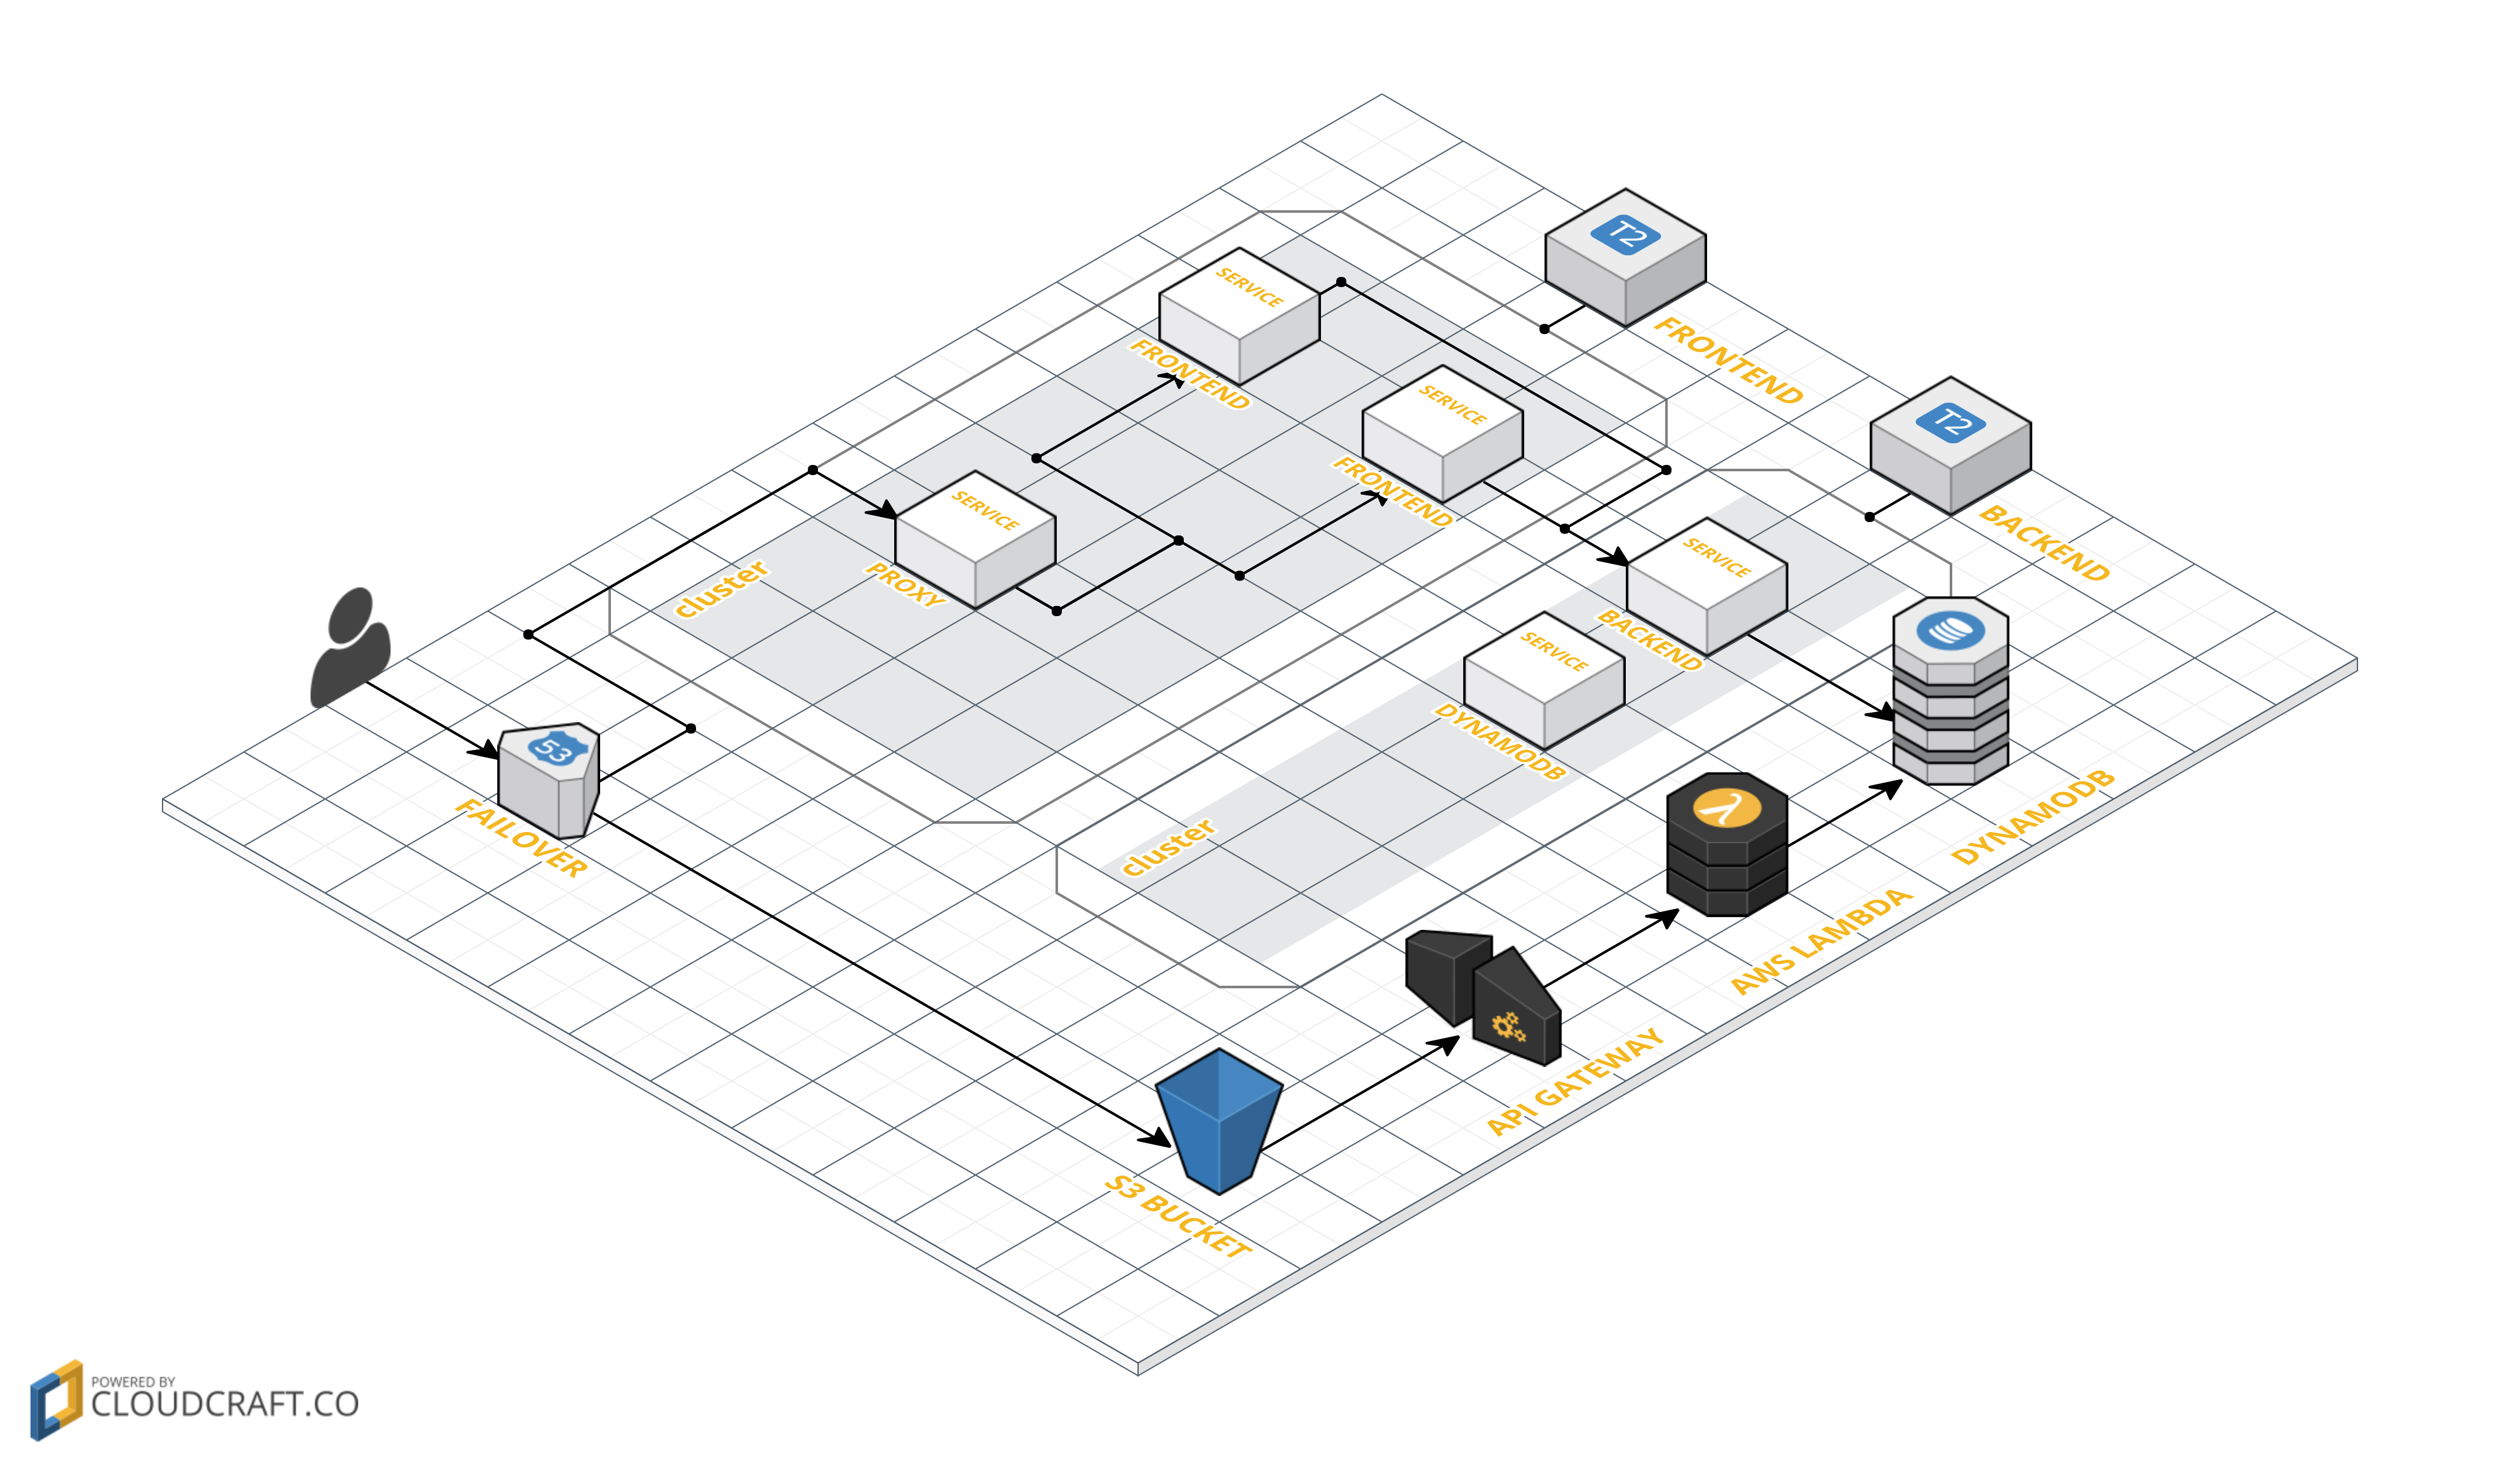 T2
FRONTEND
SERVICE
FRONTEND
SERVICE
FRONTEND
T2
BACKEND
SERVICE
PROXY
cluster
SERVICE
BACKEND
SERVICE
DYNAMODB
53
FAILOVER
cluster
DYNAMODB
AWS LAMBDA
API GATEWAY
S3 BUCKET
POWERED BY
CLOUDCRAFT.CO